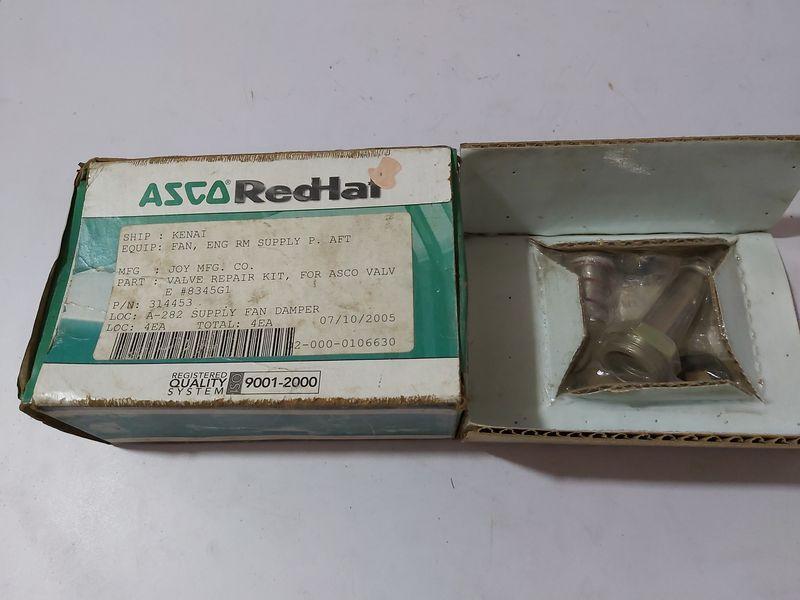 ASCO® RedHat
SHIP : KENAI
EQUIP: FAN, ENG RM SUPPLY P. AFT
MFG : JOY MFG. CO.
PART : VALVE REPAIR KIT, FOR ASCO VALV
E #8345G1
P/N: 314453
LOC: A-282 SUPPLY FAN DAMPER
LOC: 4EA TOTAL: 4EA 07/10/2005
2-000-0106630
REGISTERED
QUALITY
SYSTEM
ISO 9001-2000